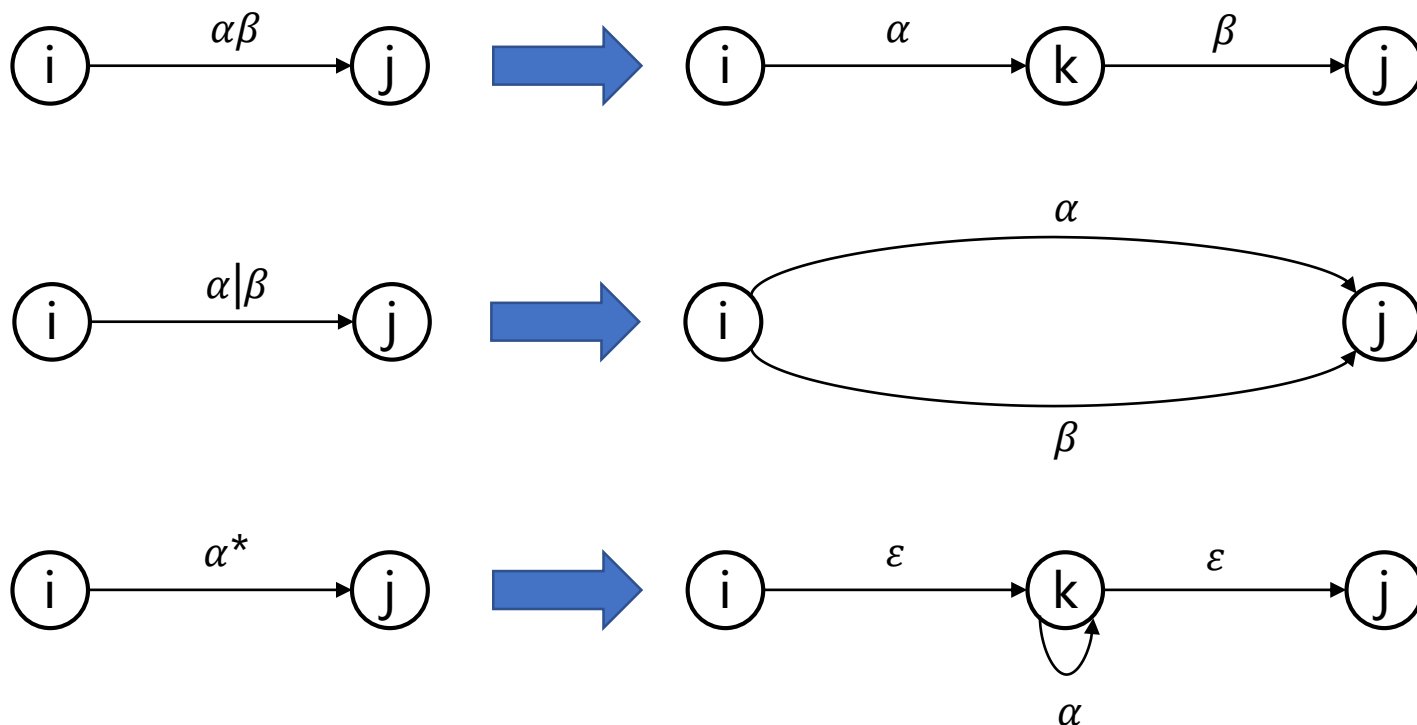 αβ α β
i j i k j
α
α|β
i j i j
β
α* ε ε
i j i k j
α